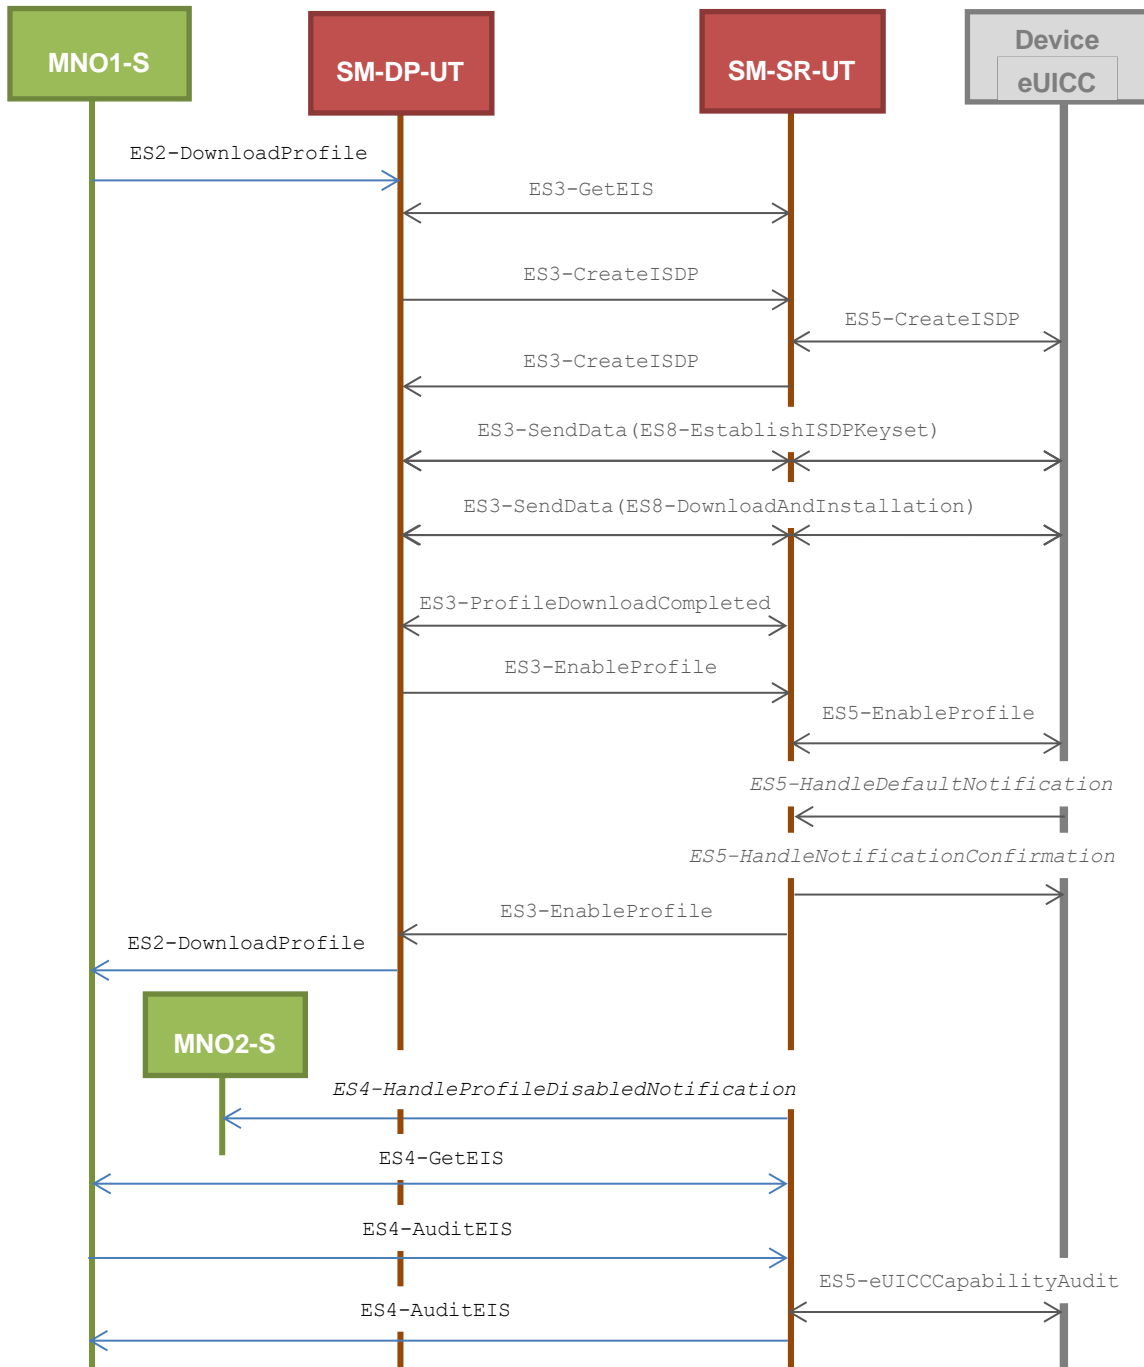 MNO1-S
SM-DP-UT
SM-SR-UT
Device
eUICC
ES2-DownloadProfile
ES3-GetEIS
ES3-CreateISDP
ES5-CreateISDP
ES3-CreateISDP
ES3-SendData(ES8-EstablishISDPKeyset)
ES3-SendData(ES8-DownloadAndInstallation)
ES3-ProfileDownloadCompleted
ES3-EnableProfile
ES5-EnableProfile
ES5-HandleDefaultNotification
ES5-HandleNotificationConfirmation
ES3-EnableProfile
ES2-DownloadProfile
MNO2-S
ES4-HandleProfileDisabledNotification
ES4-GetEIS
ES4-AuditEIS
ES5-eUICCCapabilityAudit
ES4-AuditEIS